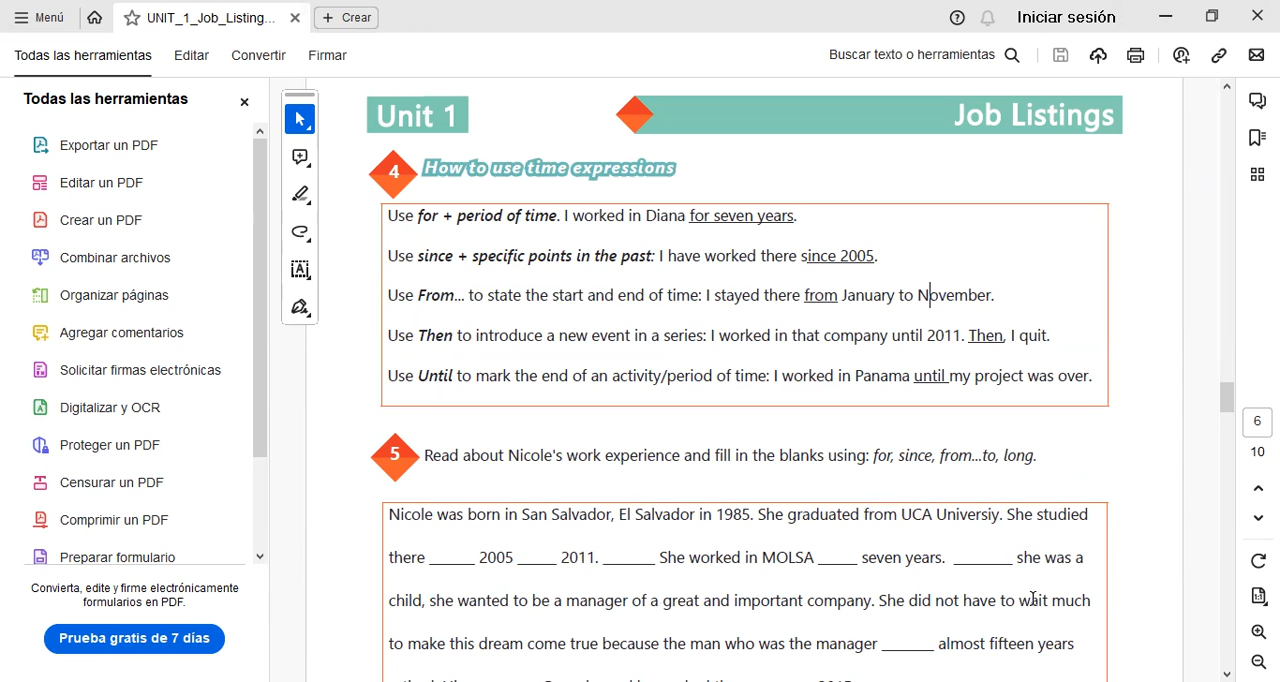 Menú
UNIT_1_Job_Listing...
Crear
Iniciar sesión
Todas las herramientas
Editar
Convertir
Firmar
Buscar texto o herramientas
Todas las herramientas
Exportar un PDF
Editar un PDF
Crear un PDF
Combinar archivos
Organizar páginas
Agregar comentarios
Solicitar firmas electrónicas
Digitalizar y OCR
Proteger un PDF
Censurar un PDF
Comprimir un PDF
Preparar formulario
Convierta, edite y firme electrónicamente
formularios en PDF.
Prueba gratis de 7 días
Unit 1
Job Listings
4 How to use time expressions
Use for + period of time. I worked in Diana for seven years.
Use since + specific points in the past: I have worked there since 2005.
Use From... to state the start and end of time: I stayed there from January to November.
Use Then to introduce a new event in a series: I worked in that company until 2011. Then, I quit.
Use Until to mark the end of an activity/period of time: I worked in Panama until my project was over.
5 Read about Nicole's work experience and fill in the blanks using: for, since, from...to, long.
Nicole was born in San Salvador, El Salvador in 1985. She graduated from UCA Universiy. She studied
there ______ 2005 _____ 2011. _______ She worked in MOLSA _____ seven years. ________ she was a
child, she wanted to be a manager of a great and important company. She did not have to wait much
to make this dream come true because the man who was the manager _______ almost fifteen years
6
10